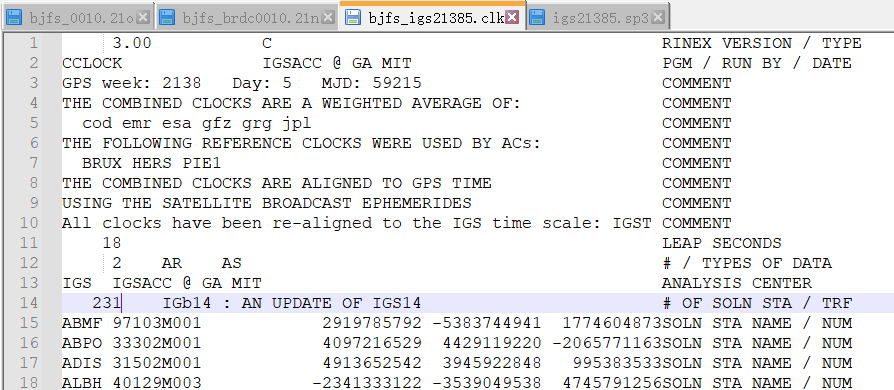 bjfs_0010.21o bjfs_brdc0010.21n bjfs_igs21385.clk igs21385.sp3
1 3.00 C RINEX VERSION / TYPE
2 CCLOCK IGSACC @ GA MIT PGM / RUN BY / DATE
3 GPS week: 2138 Day: 5 MJD: 59215 COMMENT
4 THE COMBINED CLOCKS ARE A WEIGHTED AVERAGE OF: COMMENT
5 cod emr esa gfz grg jpl COMMENT
6 THE FOLLOWING REFERENCE CLOCKS WERE USED BY ACs: COMMENT
7 BRUX HERS PIE1 COMMENT
8 THE COMBINED CLOCKS ARE ALIGNED TO GPS TIME COMMENT
9 USING THE SATELLITE BROADCAST EPHEMERIDES COMMENT
10 All clocks have been re-aligned to the IGS time scale: IGST COMMENT
11 18 LEAP SECONDS
12 2 AR AS # / TYPES OF DATA
13 IGS IGSACC @ GA MIT ANALYSIS CENTER
14 231 IGb14 : AN UPDATE OF IGS14 # OF SOLN STA / TRF
15 ABMF 97103M001 2919785792 -5383744941 1774604873SOLN STA NAME / NUM
16 ABPO 33302M001 4097216529 4429119220 -2065771163SOLN STA NAME / NUM
17 ADIS 31502M001 4913652542 3945922848 995383533SOLN STA NAME / NUM
18 ALBH 40129M003 -2341333122 -3539049538 4745791256SOLN STA NAME / NUM